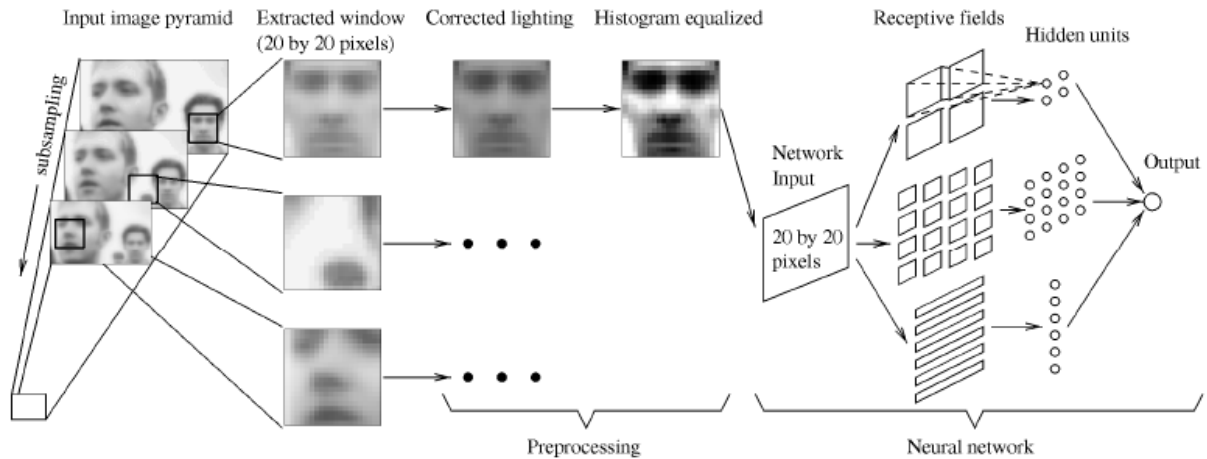 Input image pyramid
Extracted window
(20 by 20 pixels)
Corrected lighting
Histogram equalized
Receptive fields
Hidden units
subsampling
Network
Input
20 by 20
pixels
Output
Preprocessing
Neural network